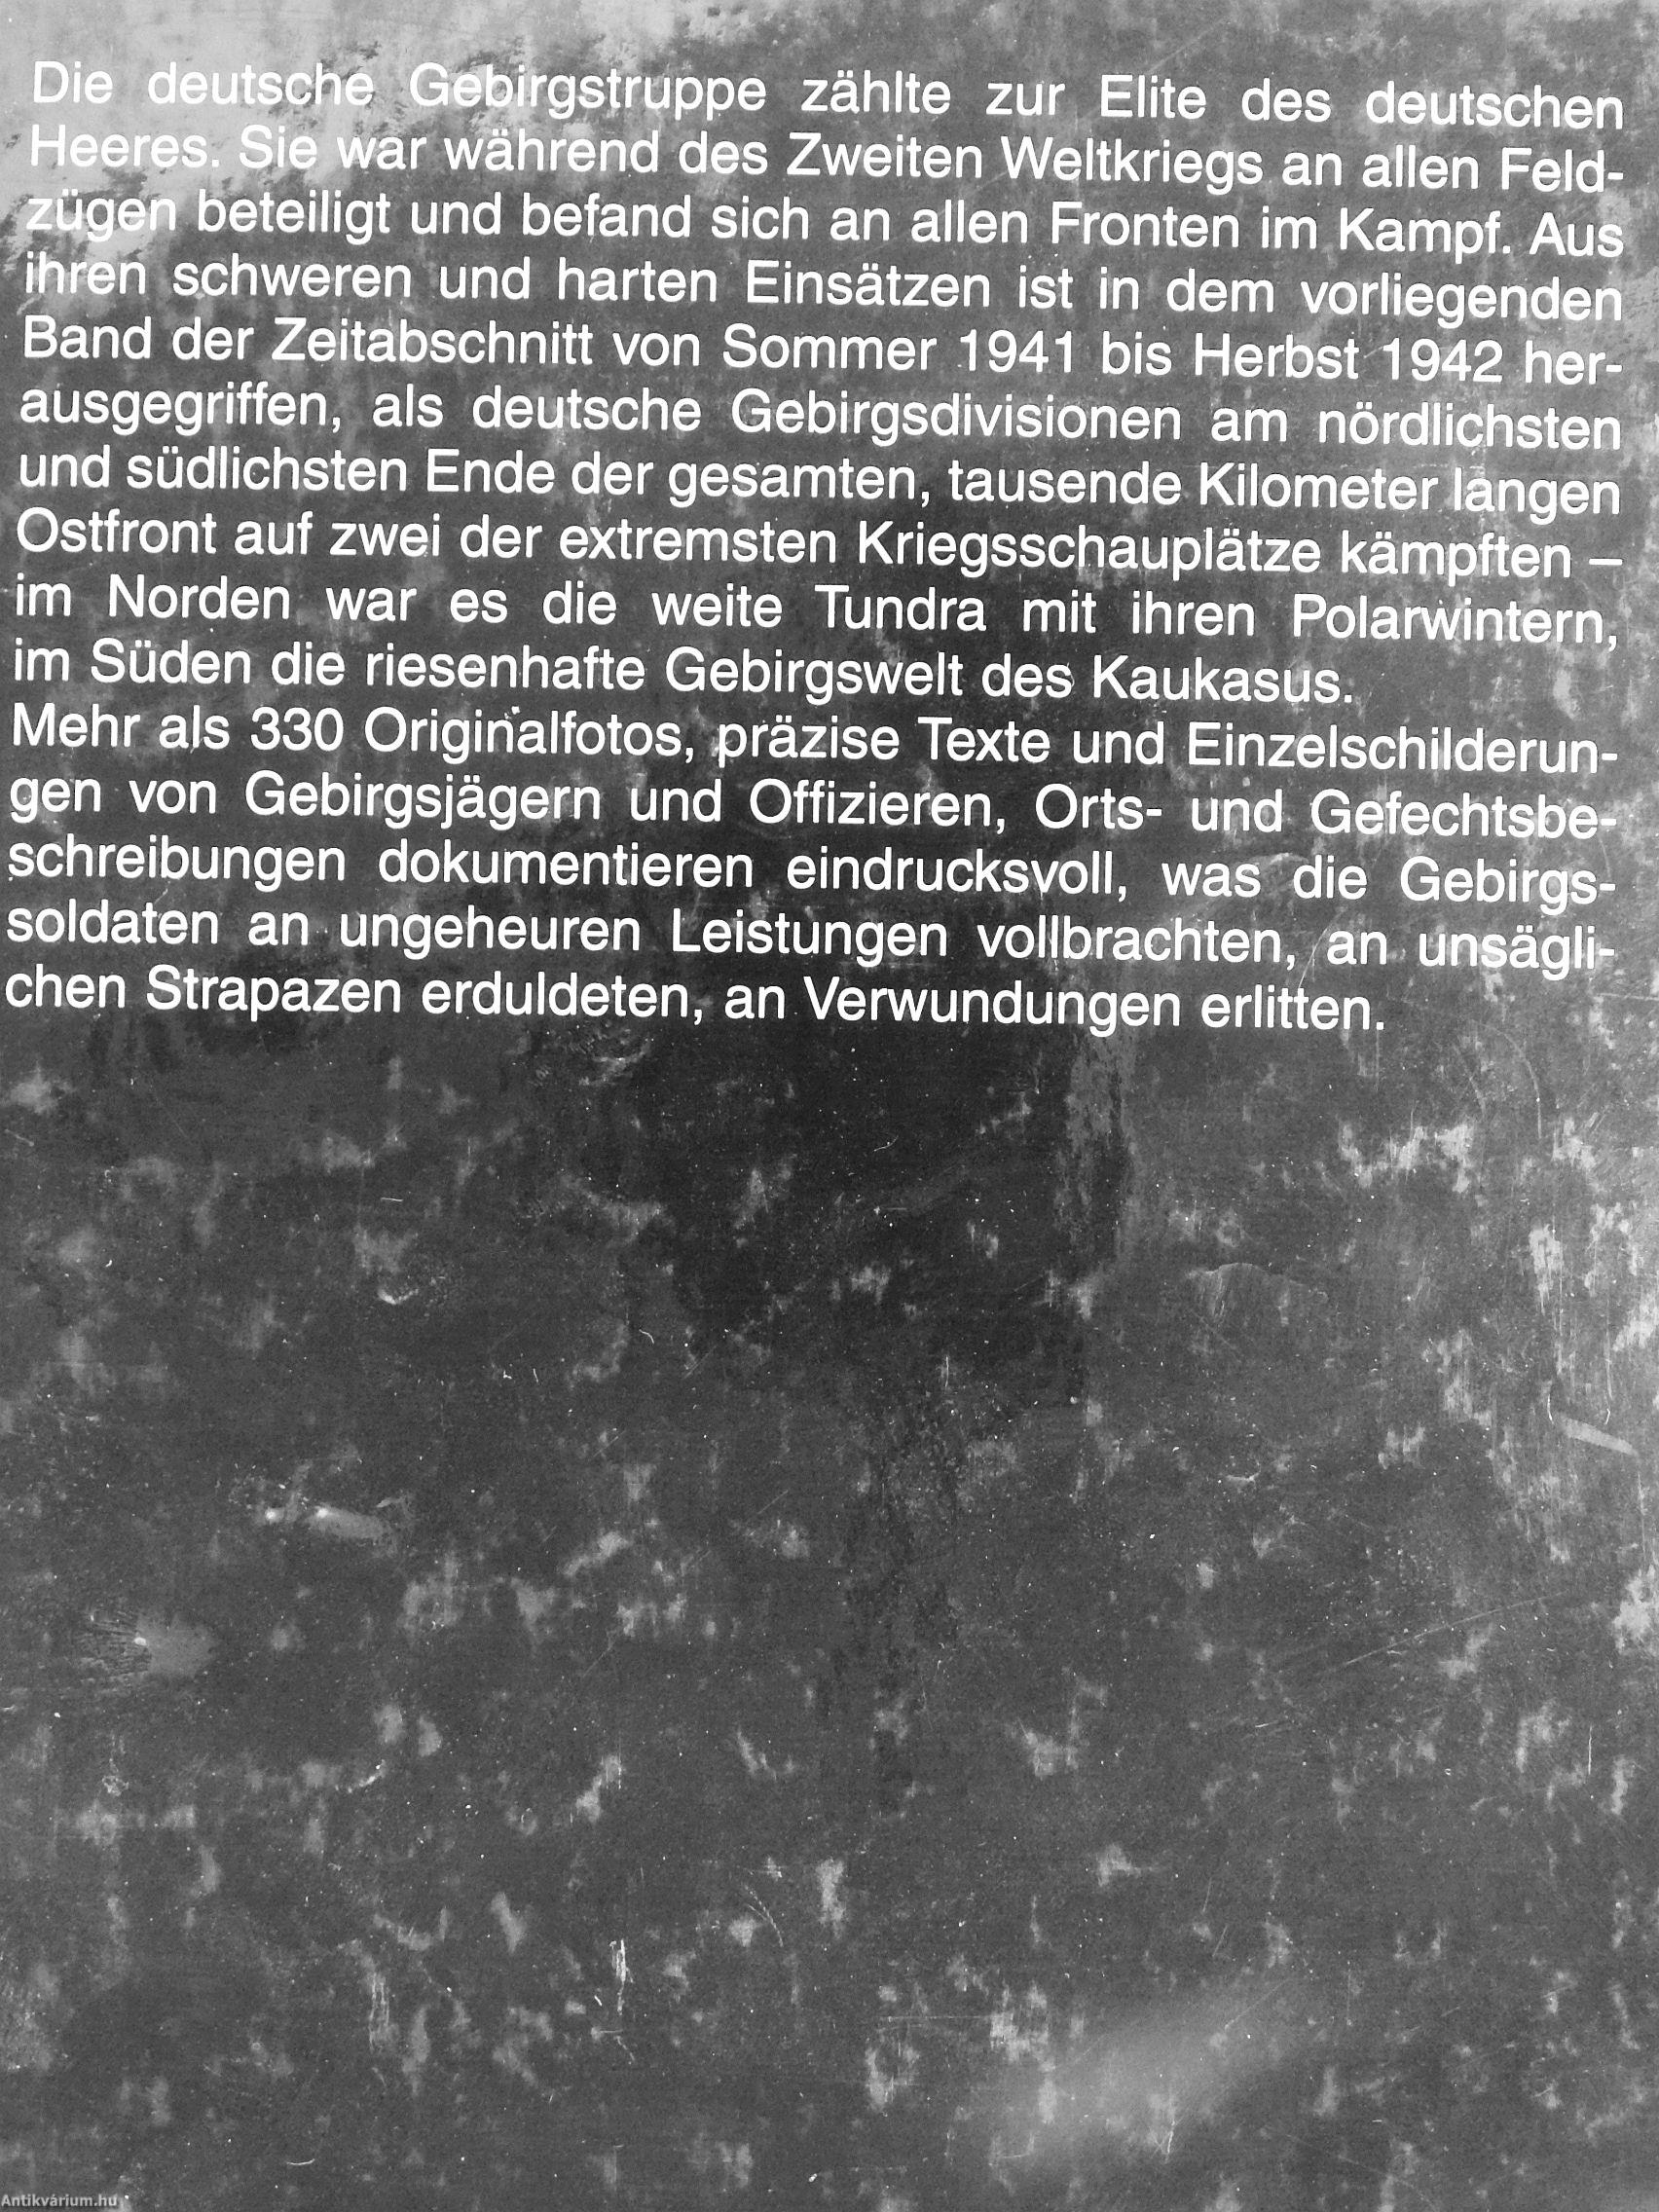 Die deutsche Gebirgstruppe zählte zur Elite des deutschen
Heeres. Sie war während des Zweiten Weltkriegs an allen Feld-
zügen beteiligt und befand sich an allen Fronten im Kampf. Aus
ihren schweren und harten Einsätzen ist in dem vorliegenden
Band der Zeitabschnitt von Sommer 1941 bis Herbst 1942 her-
ausgegriffen, als deutsche Gebirgsdivisionen am nördlichsten
und südlichsten Ende der gesamten, tausende Kilometer langen
Ostfront auf zwei der extremsten Kriegsschauplätze kämpften –
im Norden war es die weite Tundra mit ihren Polarwintern,
im Süden die riesenhafte Gebirgswelt des Kaukasus.
Mehr als 330 Originalfotos, präzise Texte und Einzelschilderun-
gen von Gebirgsjägern und Offizieren, Orts- und Gefechtsbe-
schreibungen dokumentieren eindrucksvoll, was die Gebirgs-
soldaten an ungeheuren Leistungen vollbrachten, an unsägli-
chen Strapazen erduldeten, an Verwundungen erlitten.
Antikvárium.hu